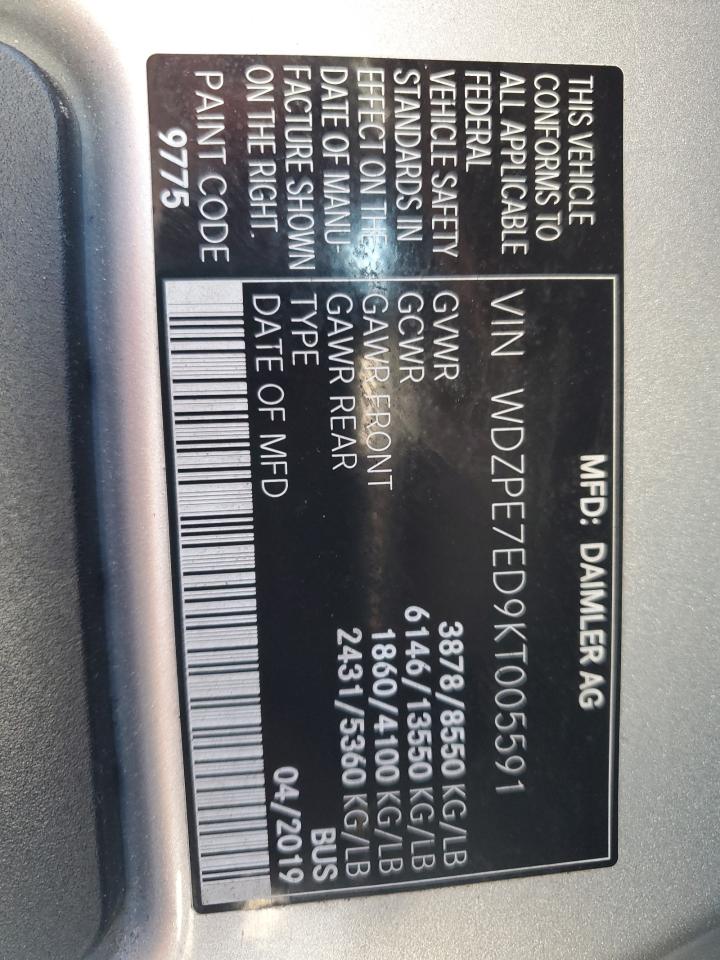 THIS VEHICLE
CONFORMS TO
ALL APPLICABLE
FEDERAL
VEHICLE SAFETY
STANDARDS IN
EFFECT ON THE
DATE OF MANU-
FACTURE SHOWN
ON THE RIGHT.
PAINT CODE
9775
MFD: DAIMLER AG
VIN WDZPE7ED9KT005591
GVWR 3878/8550 KG/LB
GCWR 6146/13550 KG/LB
GAWR FRONT 1860/4100 KG/LB
GAWR REAR 2431/5360 KG/LB
TYPE BUS
DATE OF MFD 04/2019